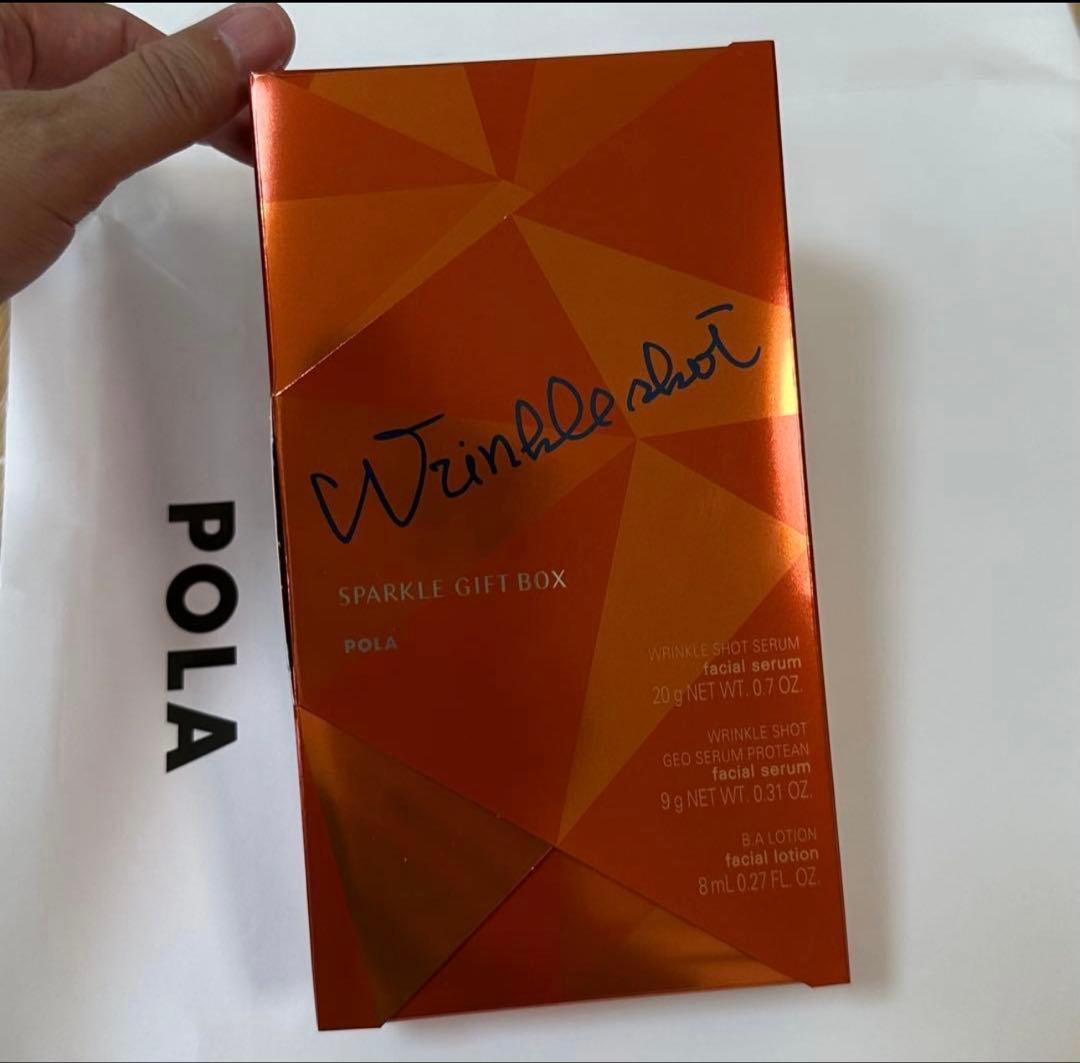 Wrinkle shot
SPARKLE GIFT BOX
POLA
WRINKLE SHOT SERUM
facial serum
20 g NET WT. 0.7 OZ.
WRINKLE SHOT
GEO SERUM PROTEAN
facial serum
9 g NET WT. 0.31 OZ.
B.A LOTION
facial lotion
8 mL 0.27 FL. OZ.
POLA